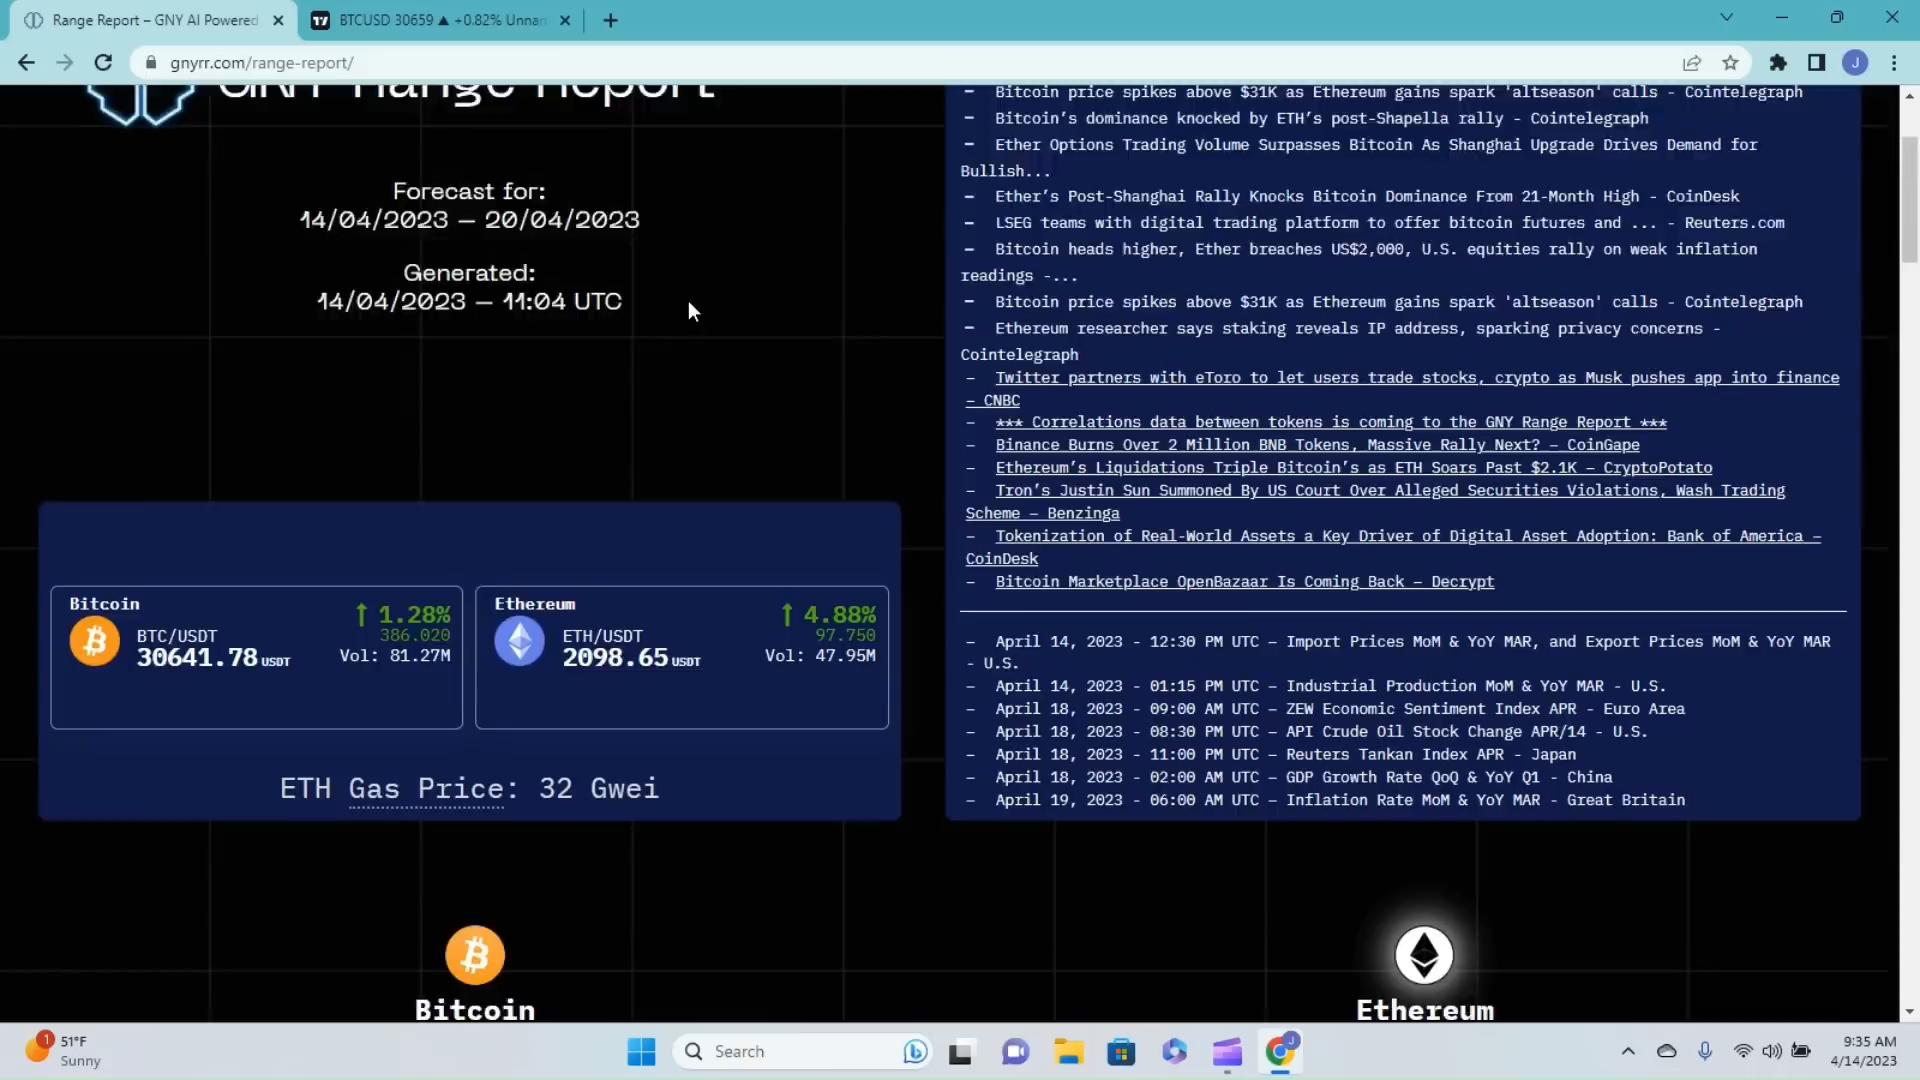 Range Report – GNY AI Powered
BTCUSD 30659 ▲ +0.82% Unnar
gnyrr.com/range-report/
J
GNY Range Report
Forecast for:
14/04/2023 – 20/04/2023
Generated:
14/04/2023 – 11:04 UTC
Bitcoin
BTC/USDT
30641.78 USDT
↑ 1.28%
386.020
Vol: 81.27M
Ethereum
ETH/USDT
2098.65 USDT
↑ 4.88%
97.750
Vol: 47.95M
ETH Gas Price: 32 Gwei
– Bitcoin price spikes above $31K as Ethereum gains spark 'altseason' calls - Cointelegraph
– Bitcoin's dominance knocked by ETH's post-Shapella rally - Cointelegraph
– Ether Options Trading Volume Surpasses Bitcoin As Shanghai Upgrade Drives Demand for
Bullish...
– Ether's Post-Shanghai Rally Knocks Bitcoin Dominance From 21-Month High - CoinDesk
– LSEG teams with digital trading platform to offer bitcoin futures and ... - Reuters.com
– Bitcoin heads higher, Ether breaches US$2,000, U.S. equities rally on weak inflation
readings -...
– Bitcoin price spikes above $31K as Ethereum gains spark 'altseason' calls - Cointelegraph
– Ethereum researcher says staking reveals IP address, sparking privacy concerns -
Cointelegraph
– Twitter partners with eToro to let users trade stocks, crypto as Musk pushes app into finance
– CNBC
– *** Correlations data between tokens is coming to the GNY Range Report ***
– Binance Burns Over 2 Million BNB Tokens, Massive Rally Next? – CoinGape
– Ethereum's Liquidations Triple Bitcoin's as ETH Soars Past $2.1K – CryptoPotato
– Tron's Justin Sun Summoned By US Court Over Alleged Securities Violations, Wash Trading
Scheme – Benzinga
– Tokenization of Real-World Assets a Key Driver of Digital Asset Adoption: Bank of America –
CoinDesk
– Bitcoin Marketplace OpenBazaar Is Coming Back – Decrypt
– April 14, 2023 - 12:30 PM UTC – Import Prices MoM & YoY MAR, and Export Prices MoM & YoY MAR
- U.S.
– April 14, 2023 - 01:15 PM UTC – Industrial Production MoM & YoY MAR - U.S.
– April 18, 2023 - 09:00 AM UTC – ZEW Economic Sentiment Index APR - Euro Area
– April 18, 2023 - 08:30 PM UTC – API Crude Oil Stock Change APR/14 - U.S.
– April 18, 2023 - 11:00 PM UTC – Reuters Tankan Index APR - Japan
– April 18, 2023 - 02:00 AM UTC – GDP Growth Rate QoQ & YoY Q1 - China
– April 19, 2023 - 06:00 AM UTC – Inflation Rate MoM & YoY MAR - Great Britain
Bitcoin
Ethereum
1
51°F
Sunny
Search
J
9:35 AM
4/14/2023